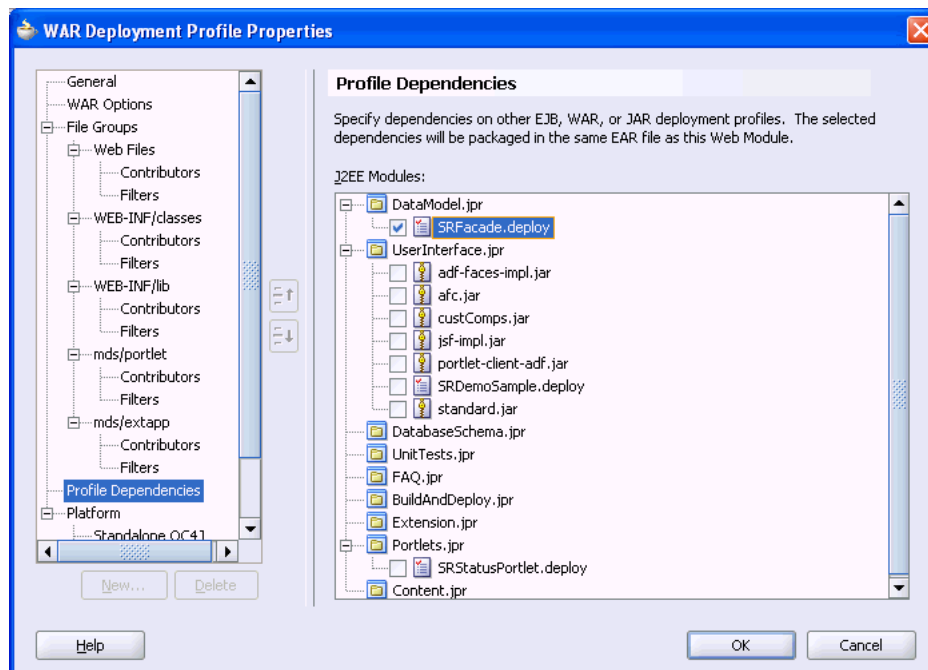 WAR Deployment Profile Properties
General
WAR Options
File Groups
Web Files
Contributors
Filters
WEB-INF/classes
Contributors
Filters
WEB-INF/lib
Contributors
Filters
mds/portlet
Contributors
Filters
mds/extapp
Contributors
Filters
Profile Dependencies
Platform
Standalone OC4J
New...
Delete
Profile Dependencies
Specify dependencies on other EJB, WAR, or JAR deployment profiles. The selected
dependencies will be packaged in the same EAR file as this Web Module.
J2EE Modules:
DataModel.jpr
SRFacade.deploy
UserInterface.jpr
adf-faces-impl.jar
afc.jar
custComps.jar
jsf-impl.jar
portlet-client-adf.jar
SRDemoSample.deploy
standard.jar
DatabaseSchema.jpr
UnitTests.jpr
FAQ.jpr
BuildAndDeploy.jpr
Extension.jpr
Portlets.jpr
SRStatusPortlet.deploy
Content.jpr
Help
OK
Cancel